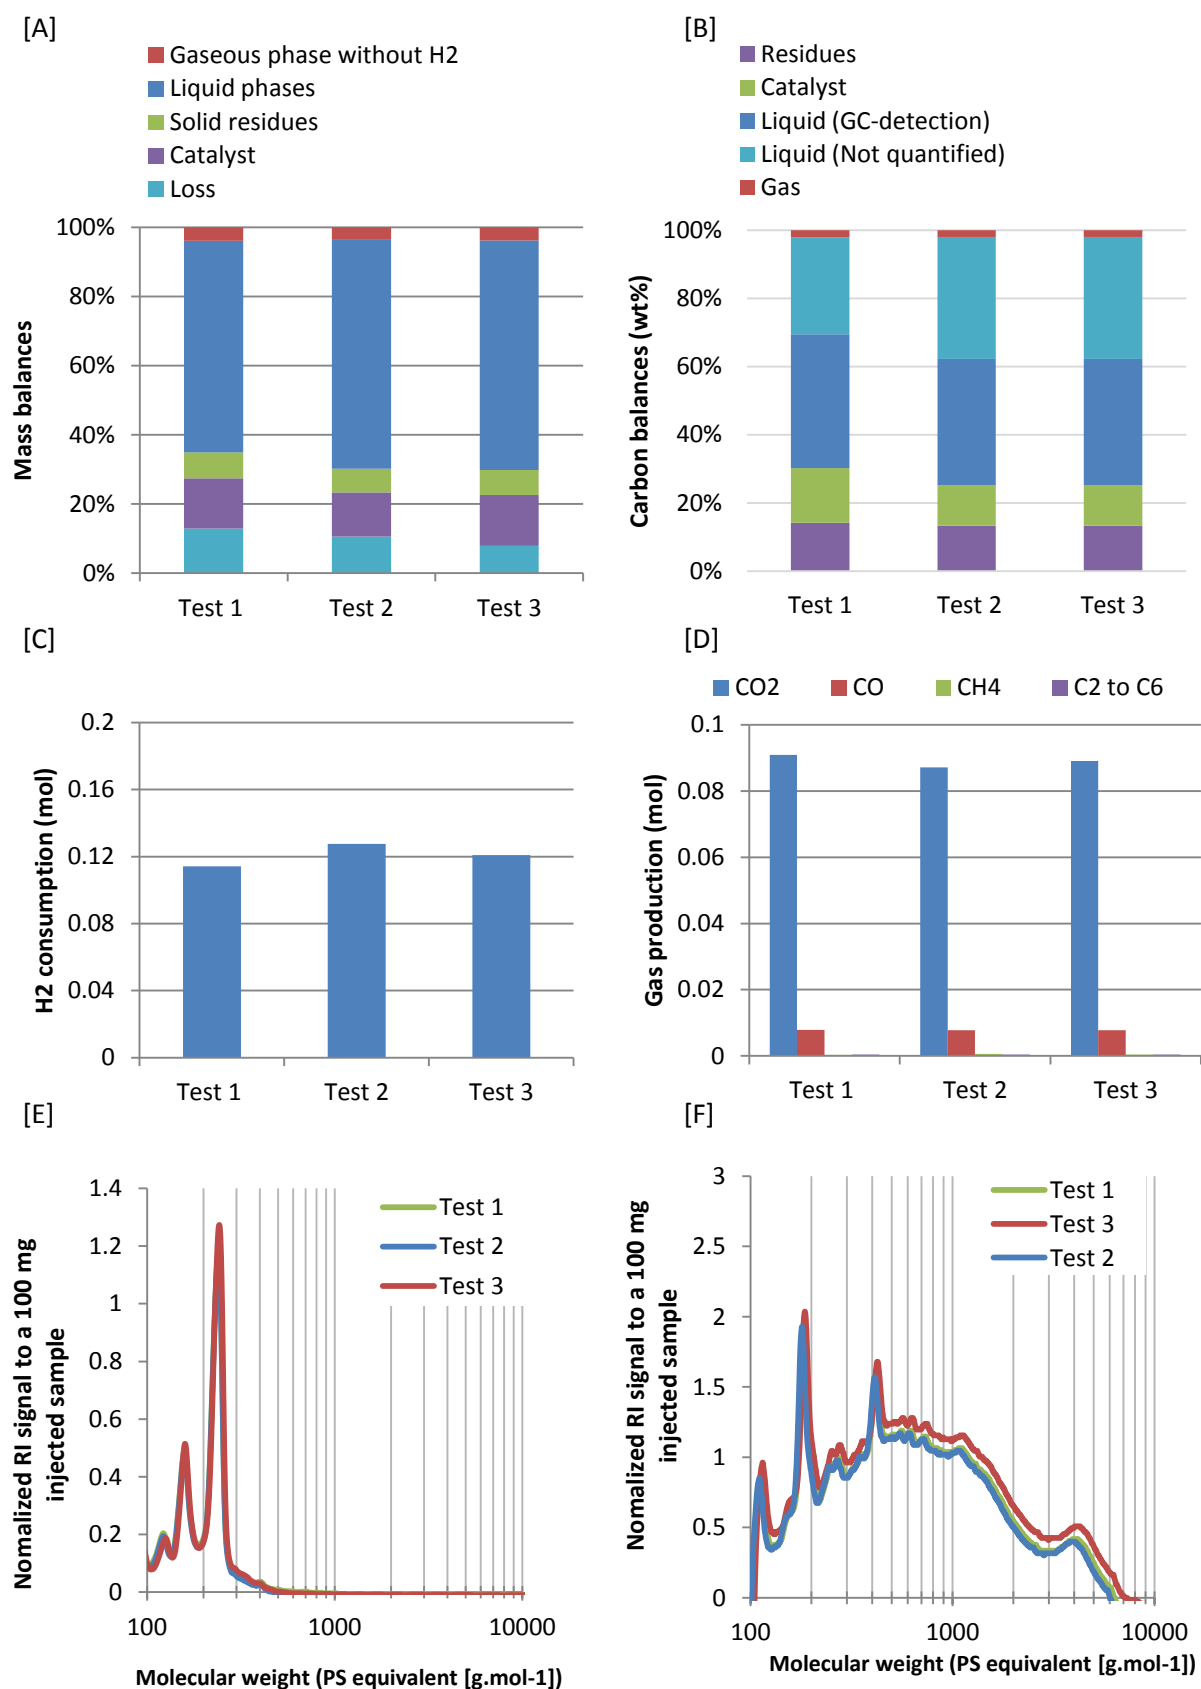 [A]
Gaseous phase without H2
Liquid phases
Solid residues
Catalyst
Loss
100%
80%
60%
40%
20%
0%
Mass balances
Test 1
Test 2
Test 3
[B]
Residues
Catalyst
Liquid (GC-detection)
Liquid (Not quantified)
Gas
100%
80%
60%
40%
20%
0%
Carbon balances (wt%)
Test 1
Test 2
Test 3
[C]
0.2
0.16
0.12
0.08
0.04
0
H2 consumption (mol)
Test 1
Test 2
Test 3
[D]
CO2
CO
CH4
C2 to C6
0.1
0.08
0.06
0.04
0.02
0
Gas production (mol)
Test 1
Test 2
Test 3
[E]
1.4
1.2
1
0.8
0.6
0.4
0.2
0
Nomalized RI signal to a 100 mg
injected sample
Test 1
Test 2
Test 3
100
1000
10000
Molecular weight (PS equivalent [g.mol-1])
[F]
3
2.5
2
1.5
1
0.5
0
Nomalized RI signal to a 100 mg
injected sample
Test 1
Test 3
Test 2
100
1000
10000
Molecular weight (PS equivalent [g.mol-1])